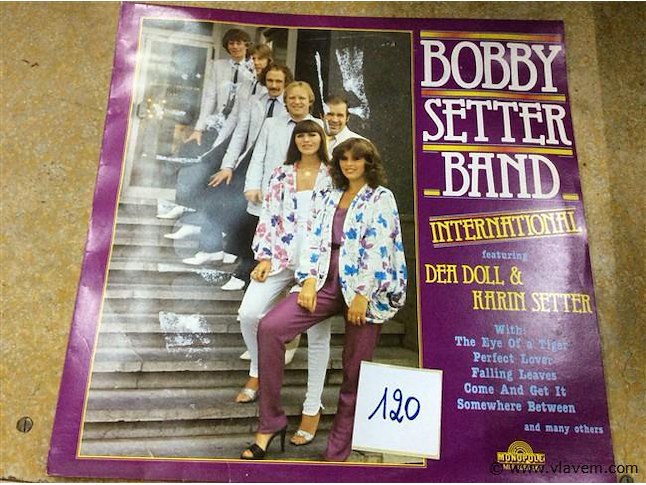 BOBBY
SETTER
BAND
INTERNATIONAL
featuring
DEA DOLL &
KARIN SETTER
With:
The Eye Of a Tiger
Perfect Lover
Falling Leaves
Come And Get It
Somewhere Between
and many others
120
MONOPOLE
© www.vlavem.com